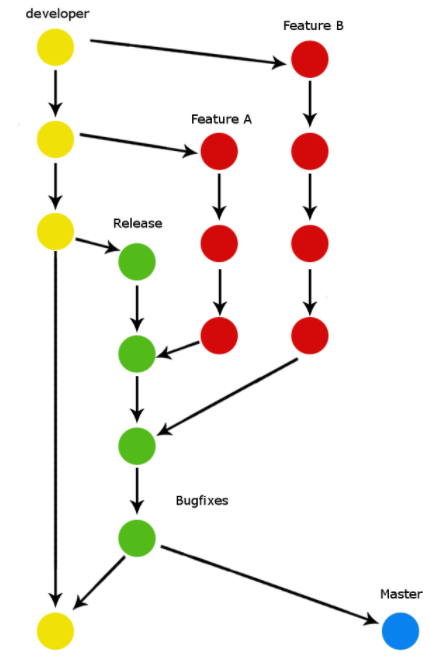 developer
Feature B
Feature A
Release
Bugfixes
Master